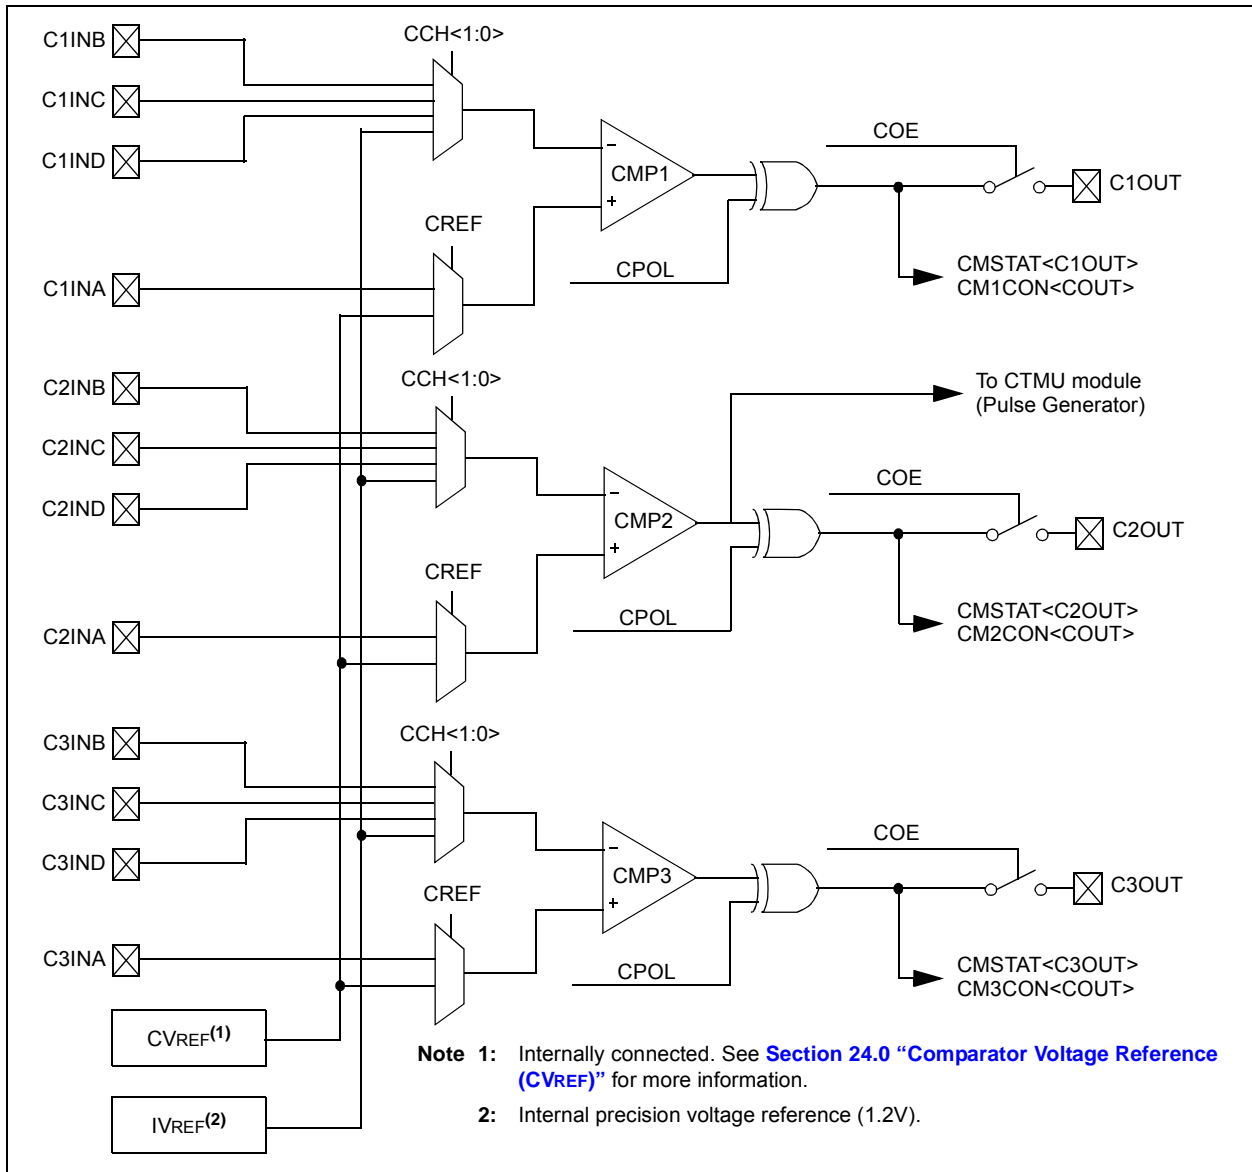 C1INB
CCH<1:0>
C1INC
COE
C1IND
−
CMP1
C1OUT
+
CREF
CPOL
CMSTAT<C1OUT>
CM1CON<COUT>
C1INA
C2INB
CCH<1:0>
To CTMU module
(Pulse Generator)
C2INC
COE
C2IND
−
CMP2
C2OUT
+
CREF
CPOL
CMSTAT<C2OUT>
CM2CON<COUT>
C2INA
C3INB
CCH<1:0>
C3INC
COE
C3IND
−
CMP3
C3OUT
+
CREF
CPOL
CMSTAT<C3OUT>
CM3CON<COUT>
C3INA
CVREF(1)
IVREF(2)
Note 1: Internally connected. See Section 24.0 “Comparator Voltage Reference
(CVREF)” for more information.
2: Internal precision voltage reference (1.2V).